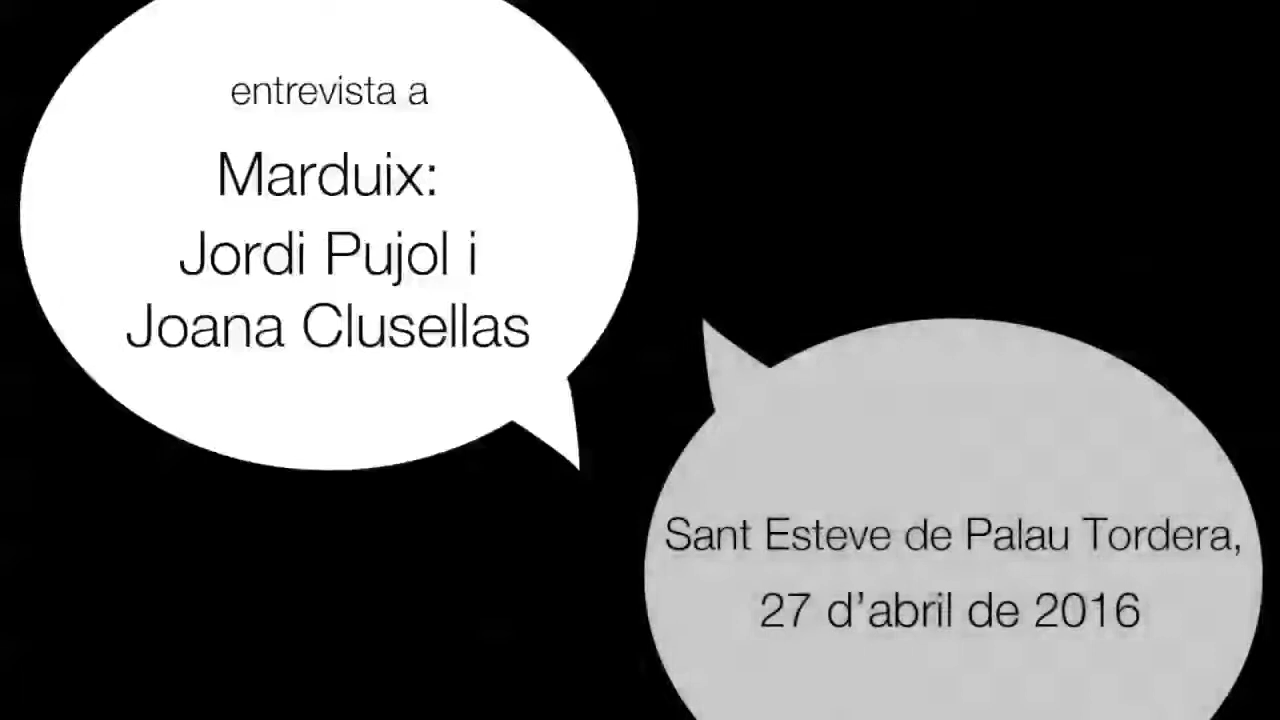 entrevista a
Marduix:
Jordi Pujol i
Joana Clusellas
Sant Esteve de Palau Tordera,
27 d’abril de 2016